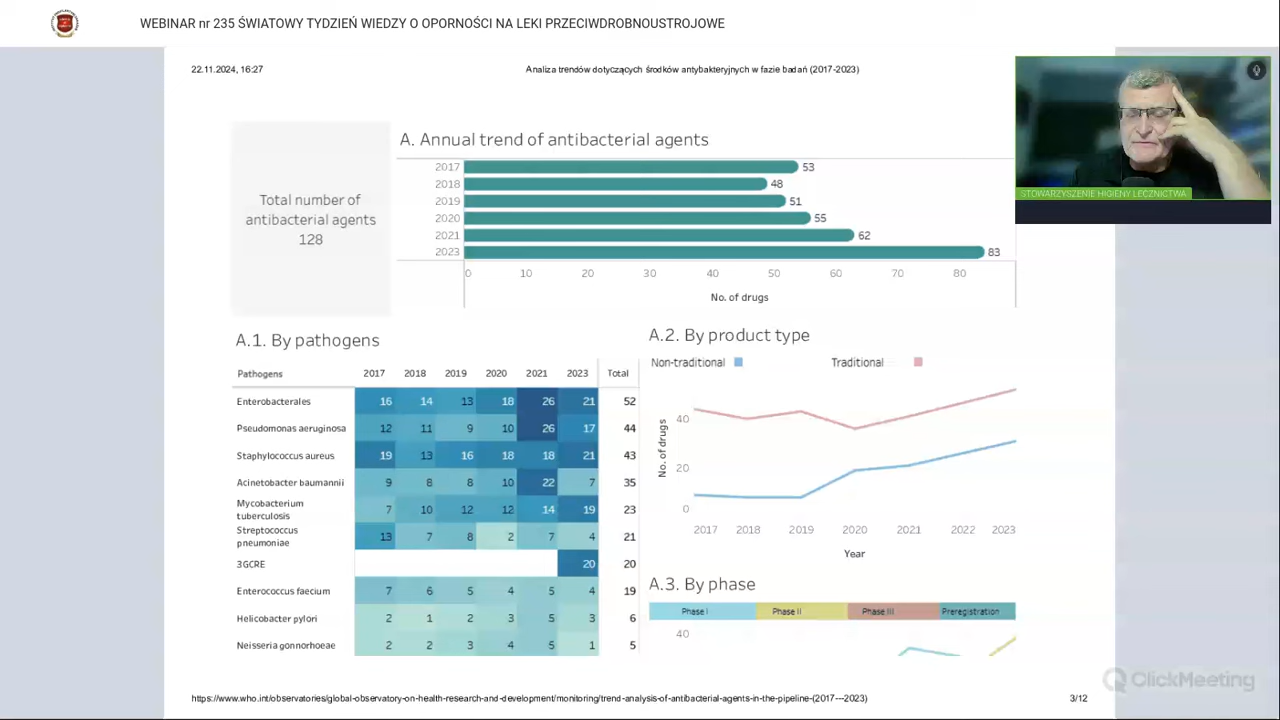 WEBINAR nr 235 ŚWIATOWY TYDZIEŃ WIEDZY O OPORNOŚCI NA LEKI PRZECIWDROBNOUSTROJOWE
22.11.2024, 16:27
Analiza trendów dotyczących środków antybakteryjnych w fazie badań (2017-2023)
STOWARZYSZENIE HIGIENY LECZNICTWA
Total number of
antibacterial agents
128
A. Annual trend of antibacterial agents
2017 53
2018 48
2019 51
2020 55
2021 62
2023 83
0 10 20 30 40 50 60 70 80
No. of drugs
A.1. By pathogens
Pathogens 2017 2018 2019 2020 2021 2023 Total
Enterobacterales 16 14 13 18 26 21 52
Pseudomonas aeruginosa 12 11 9 10 26 17 44
Staphylococcus aureus 19 13 16 18 18 21 43
Acinetobacter baumannii 9 8 8 10 22 7 35
Mycobacterium
tuberculosis 7 10 12 12 14 19 23
Streptococcus
pneumoniae 13 7 8 2 7 4 21
3GCRE 20 20
Enterococcus faecium 7 6 5 4 5 4 19
Helicobacter pylori 2 1 2 3 5 3 6
Neisseria gonnorhoeae 2 2 3 4 5 1 5
A.2. By product type
Non-traditional Traditional
No. of drugs
40
20
0
2017 2018 2019 2020 2021 2022 2023
Year
A.3. By phase
Phase I Phase II Phase III Preregistration
40
https://www.who.int/observatories/global-observatory-on-health-research-and-development/monitoring/trend-analysis-of-antibacterial-agents-in-the-pipeline-(2017---2023)
3/12
ClickMeeting